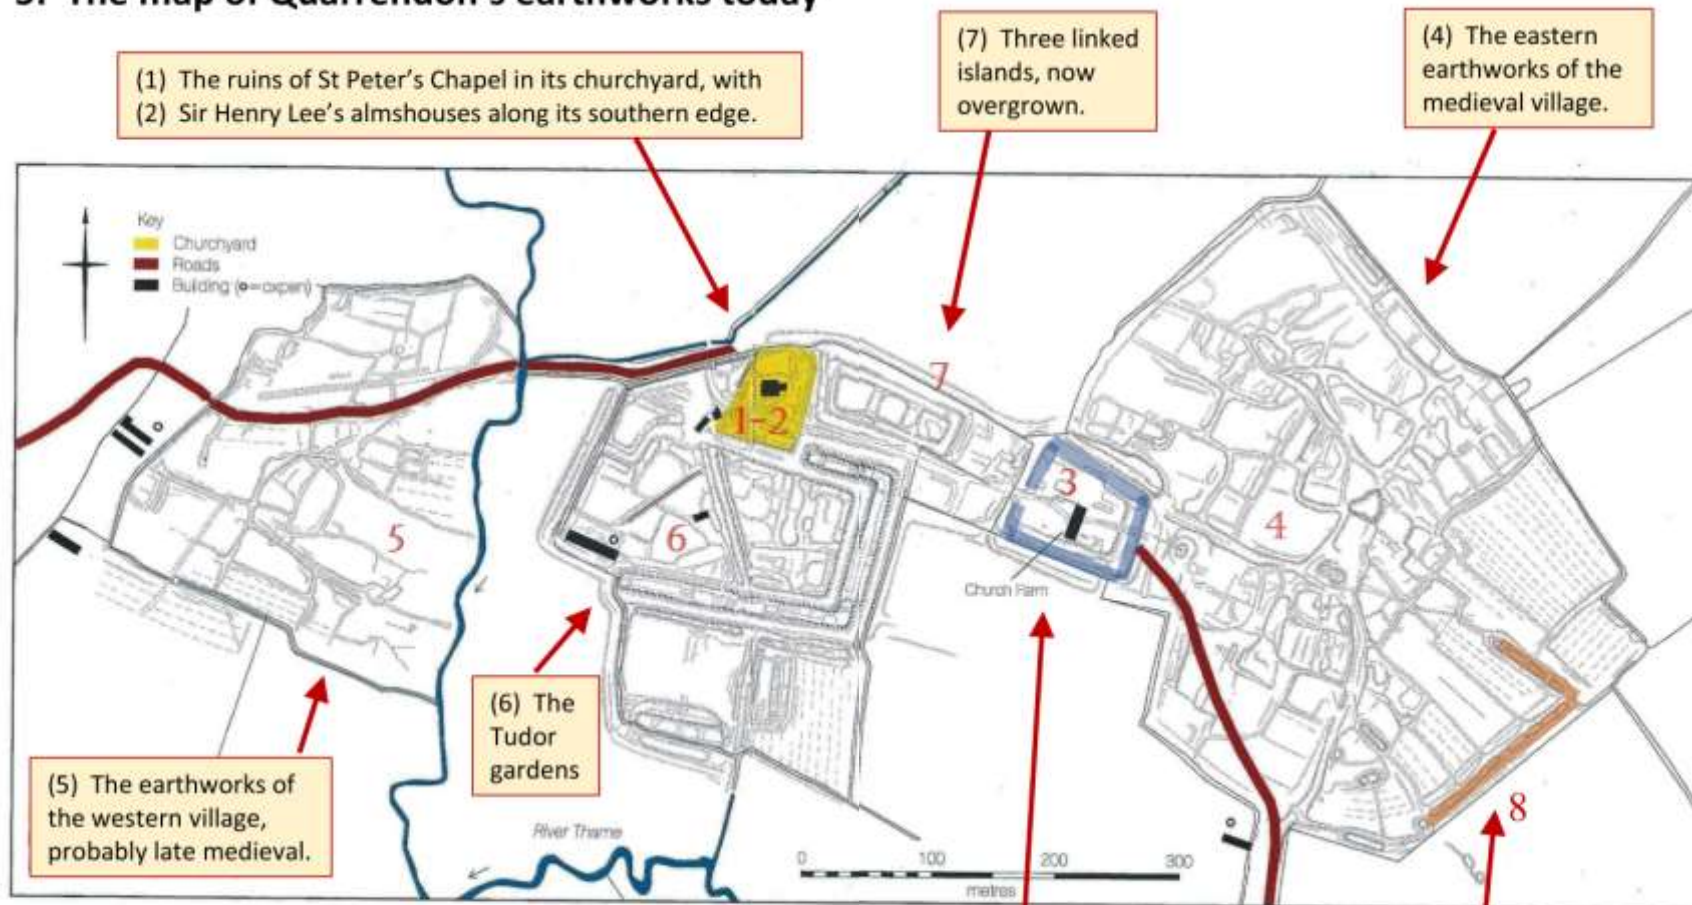 (1) The ruins of St Peter's Chapel in its churchyard, with
(2) Sir Henry Lee's almshouses along its southern edge.
(7) Three linked
islands, now
overgrown.
(4) The eastern
earthworks of the
medieval village.
Key
Churchyard
Roads
Building (o=oxpen)
7
1-2
3
4
5
6
Church Farm
(6) The
Tudor
gardens
(5) The earthworks of
the western village,
probably late medieval.
River Thame
0 100 200 300
metres
8